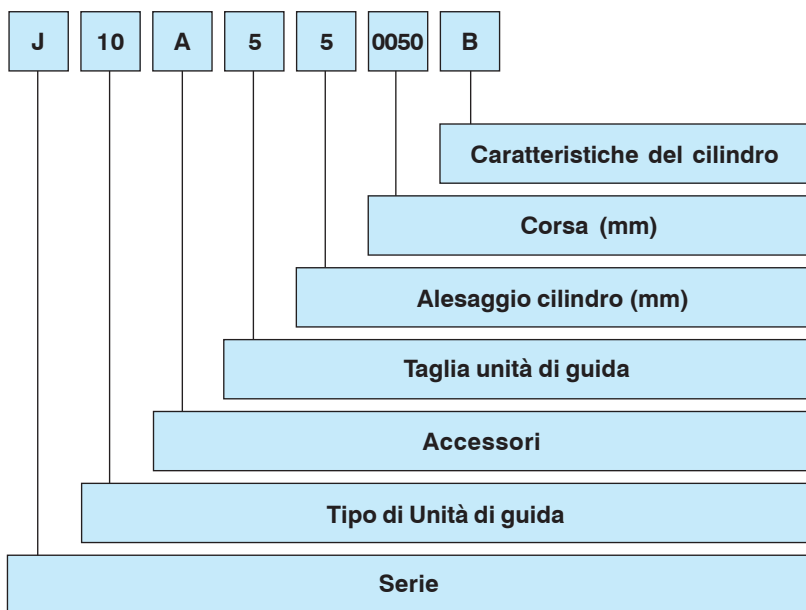 J 10 A 5 5 0050 B
Caratteristiche del cilindro
Corsa (mm)
Alesaggio cilindro (mm)
Taglia unità di guida
Accessori
Tipo di Unità di guida
Serie